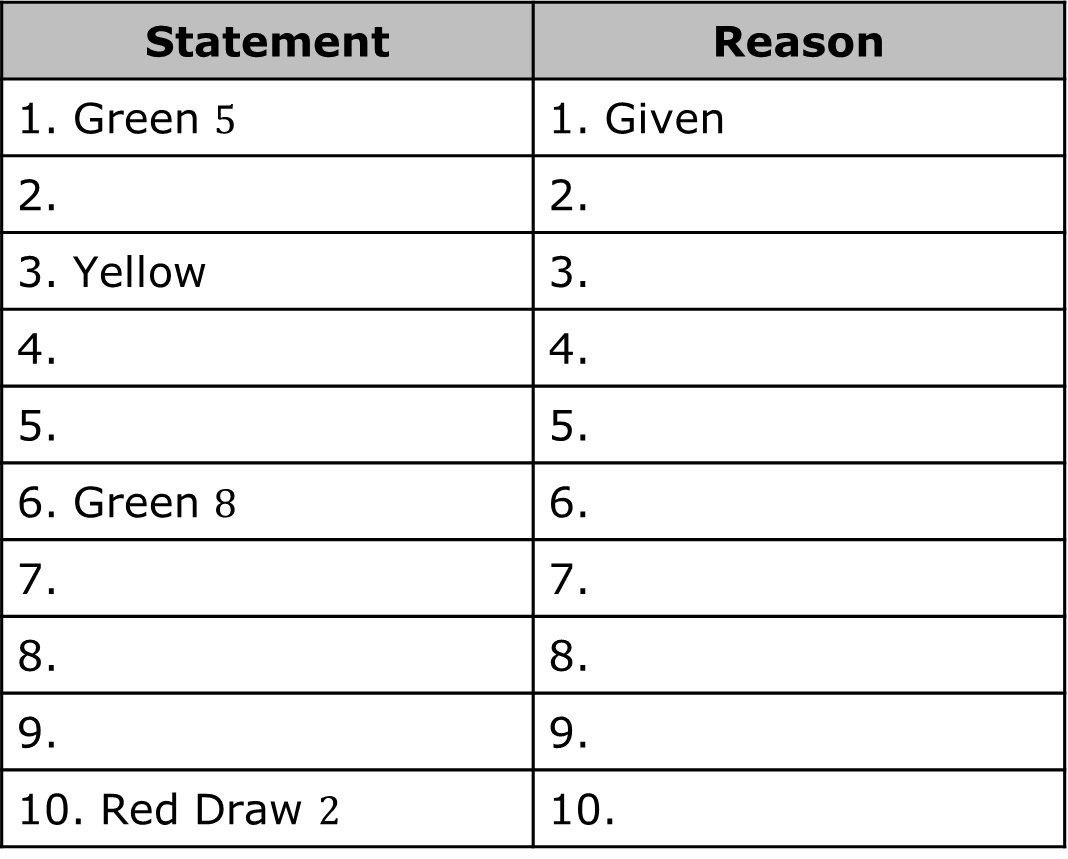 Statement Reason
1. Green 5 1. Given
2. 2.
3. Yellow 3.
4. 4.
5. 5.
6. Green 8 6.
7. 7.
8. 8.
9. 9.
10. Red Draw 2 10.